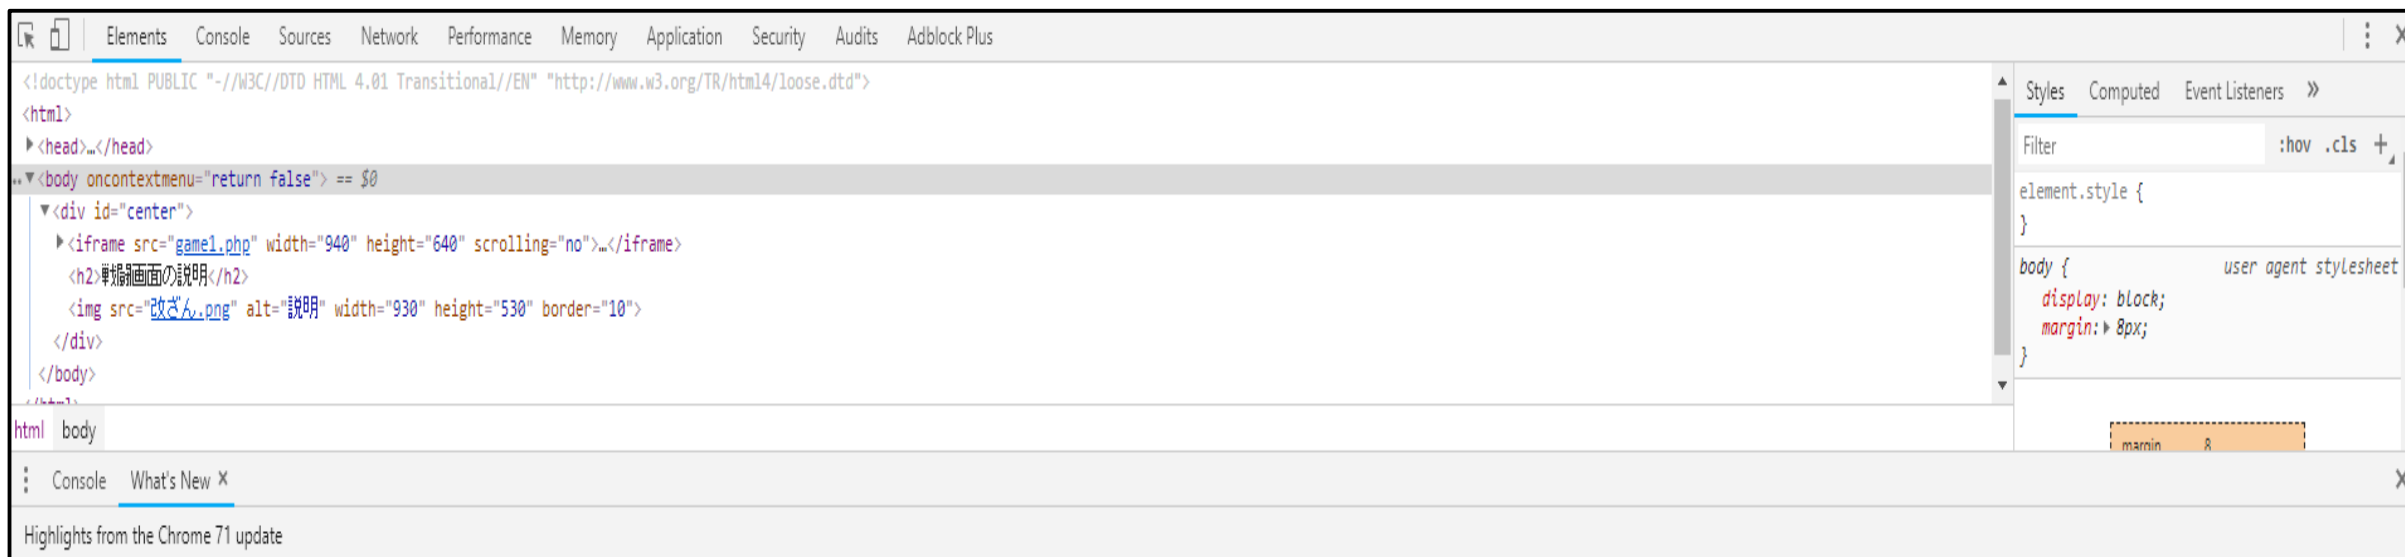 Elements Console Sources Network Performance Memory Application Security Audits Adblock Plus
<!doctype html PUBLIC "-//W3C//DTD HTML 4.01 Transitional//EN" "http://www.w3.org/TR/html4/loose.dtd">
<html>
<head>…</head>
<body oncontextmenu="return false"> == $0
<div id="center">
<iframe src="game1.php" width="940" height="640" scrolling="no">…</iframe>
<h2>戦闘画面の説明</h2>
<img src="改ざん.png" alt="説明" width="930" height="530" border="10">
</div>
</body>
</html>
html body
Styles Computed Event Listeners »
Filter :hov .cls +
element.style {
}
body { user agent stylesheet
display: block;
margin: 8px;
}
margin 8
Console What's New ×
Highlights from the Chrome 71 update